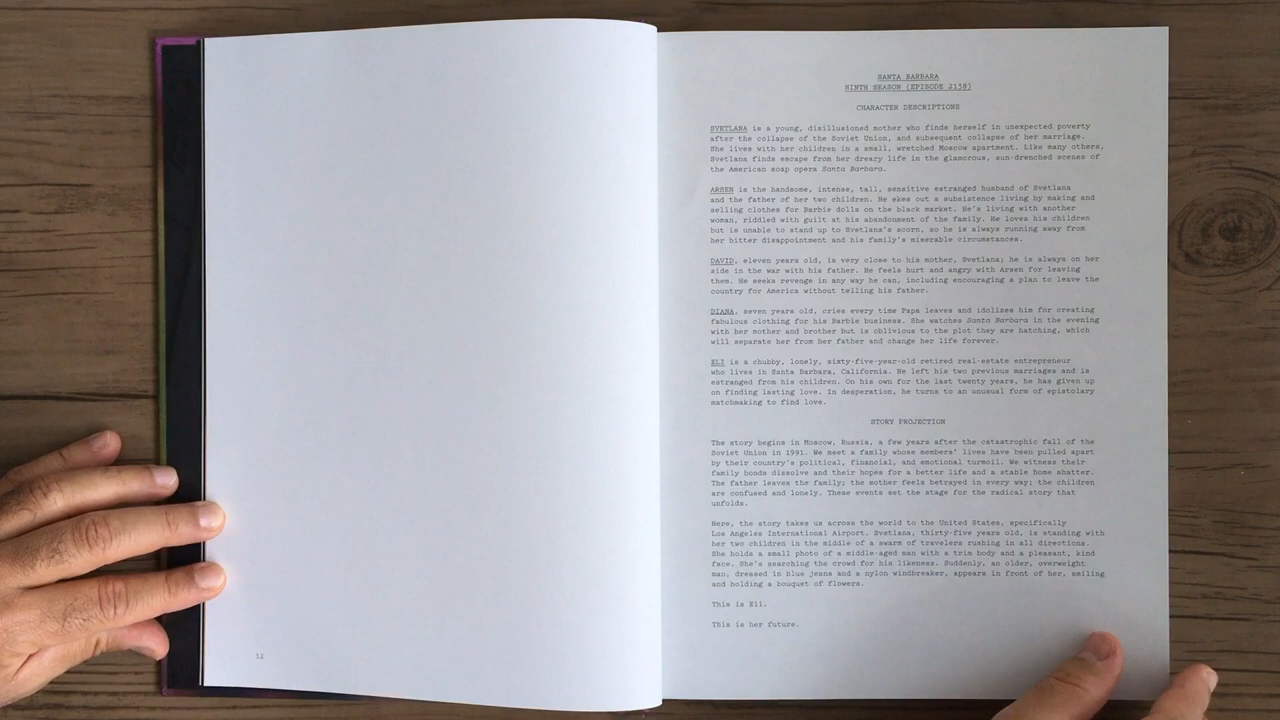 12
SANTA BARBARA
NINTH SEASON (EPISODE 2138)
CHARACTER DESCRIPTIONS
SVETLANA is a young, disillusioned mother who finds herself in unexpected poverty
after the collapse of the Soviet Union, and subsequent collapse of her marriage.
She lives with her children in a small, wretched Moscow apartment. Like many others,
Svetlana finds escape from her dreary life in the glamorous, sun-drenched scenes of
the American soap opera Santa Barbara.
ARSEN is the handsome, intense, tall, sensitive estranged husband of Svetlana
and the father of her two children. He ekes out a subsistence living by making and
selling clothes for Barbie dolls on the black market. He's living with another
woman, riddled with guilt at his abandonment of the family. He loves his children
but is unable to stand up to Svetlana's scorn, so he is always running away from
her bitter disappointment and his family's miserable circumstances.
DAVID, eleven years old, is very close to his mother, Svetlana; he is always on her
side in the war with his father. He feels hurt and angry with Arsen for leaving
them. He seeks revenge in any way he can, including encouraging a plan to leave the
country for America without telling his father.
DIANA, seven years old, cries every time Papa leaves and idolizes him for creating
fabulous clothing for his Barbie business. She watches Santa Barbara in the evening
with her mother and brother but is oblivious to the plot they are hatching, which
will separate her from her father and change her life forever.
ELI is a chubby, lonely, sixty-five-year-old retired real-estate entrepreneur
who lives in Santa Barbara, California. He left his two previous marriages and is
estranged from his children. On his own for the last twenty years, he has given up
on finding lasting love. In desperation, he turns to an unusual form of epistolary
matchmaking to find love.
STORY PROJECTION
The story begins in Moscow, Russia, a few years after the catastrophic fall of the
Soviet Union in 1991. We meet a family whose members' lives have been pulled apart
by their country's political, financial, and emotional turmoil. We witness their
family bonds dissolve and their hopes for a better life and a stable home shatter.
The father leaves the family; the mother feels betrayed in every way; the children
are confused and lonely. These events set the stage for the radical story that
unfolds.
Here, the story takes us across the world to the United States, specifically
Los Angeles International Airport. Svetlana, thirty-five years old, is standing with
her two children in the middle of a swarm of travelers rushing in all directions.
She holds a small photo of a middle-aged man with a trim body and a pleasant, kind
face. She's searching the crowd for his likeness. Suddenly, an older, overweight
man, dressed in blue jeans and a nylon windbreaker, appears in front of her, smiling
and holding a bouquet of flowers.
This is Eli.
This is her future.